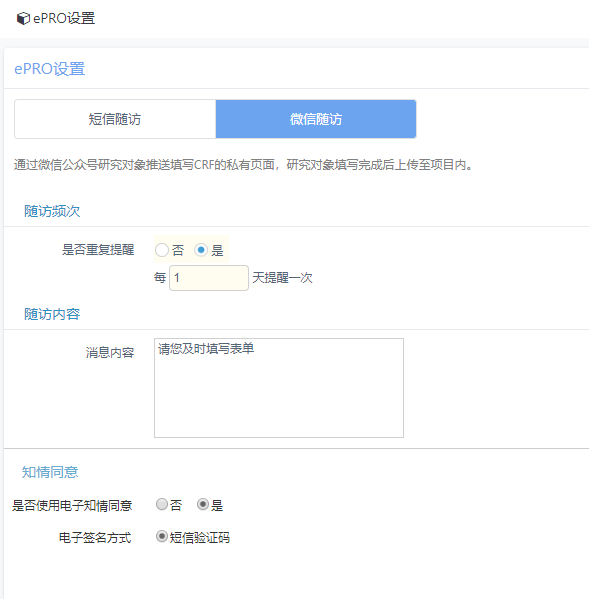 ePRO设置
ePRO设置
短信随访 微信随访
通过微信公众号研究对象推送填写CRF的私有页面，研究对象填写完成后上传至项目内。
随访频次
是否重复提醒 否 是
每 1 天提醒一次
随访内容
消息内容 请您及时填写表单
知情同意
是否使用电子知情同意 否 是
电子签名方式 短信验证码